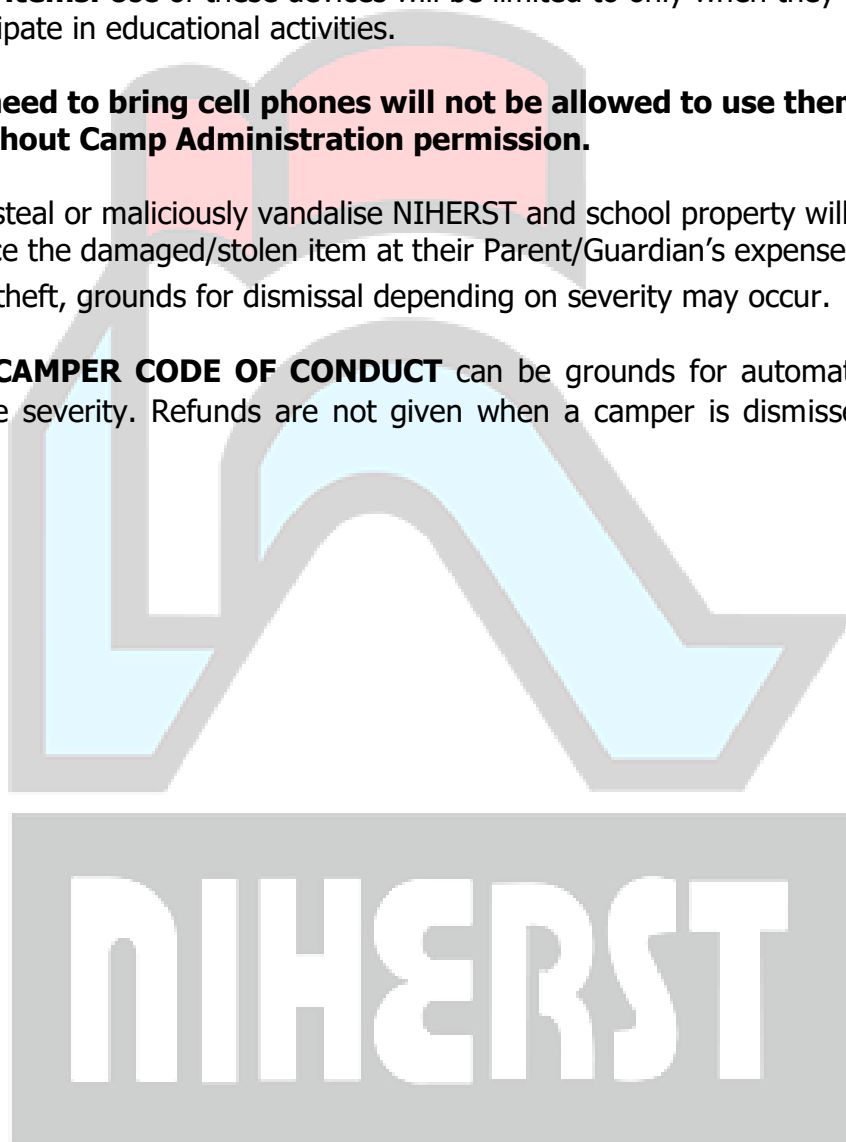 Items. Use of these devices will be limited to only when they
ipate in educational activities.
need to bring cell phones will not be allowed to use
hout Camp Administration permission.
steal or maliciously vandalise NIHERST and school property will
ce the damaged/stolen item at their Parent/Guardian's expense
theft, grounds for dismissal depending on severity may occur.
CAMPER CODE OF CONDUCT can be grounds for automat
e severity. Refunds are not given when a camper is dismisse
NIHERST